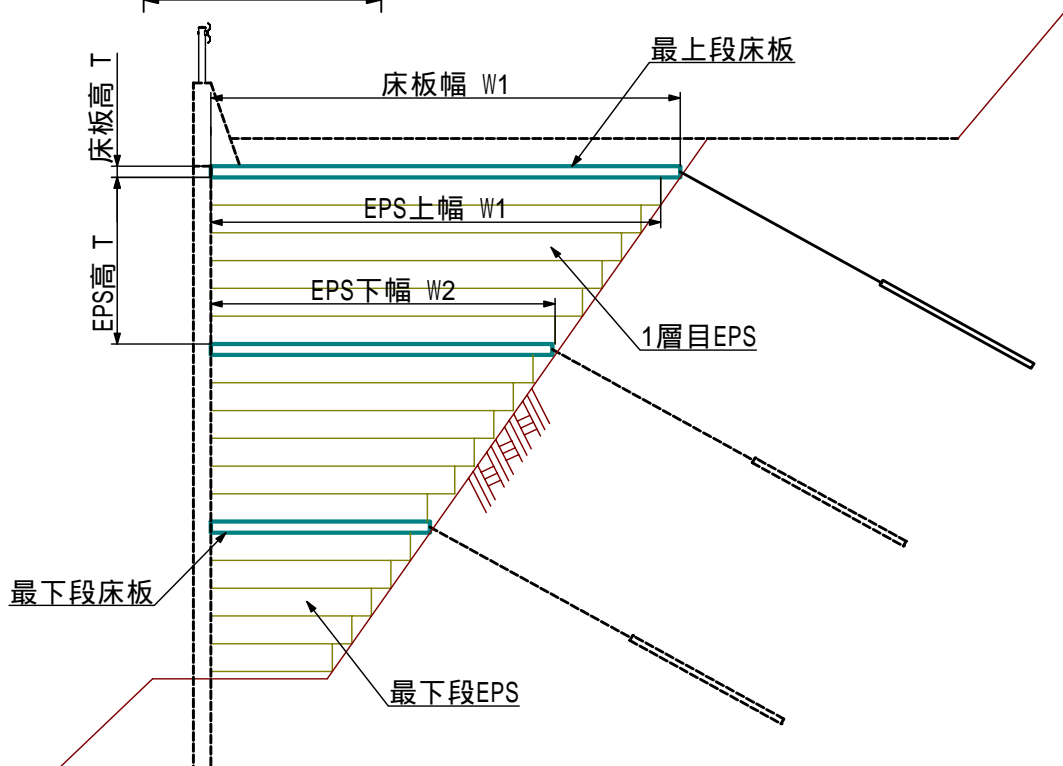 最上段床板
床板幅 W1
床板高 T
EPS上幅 W1
EPS高 T
EPS下幅 W2
1層目EPS
最下段床板
最下段EPS